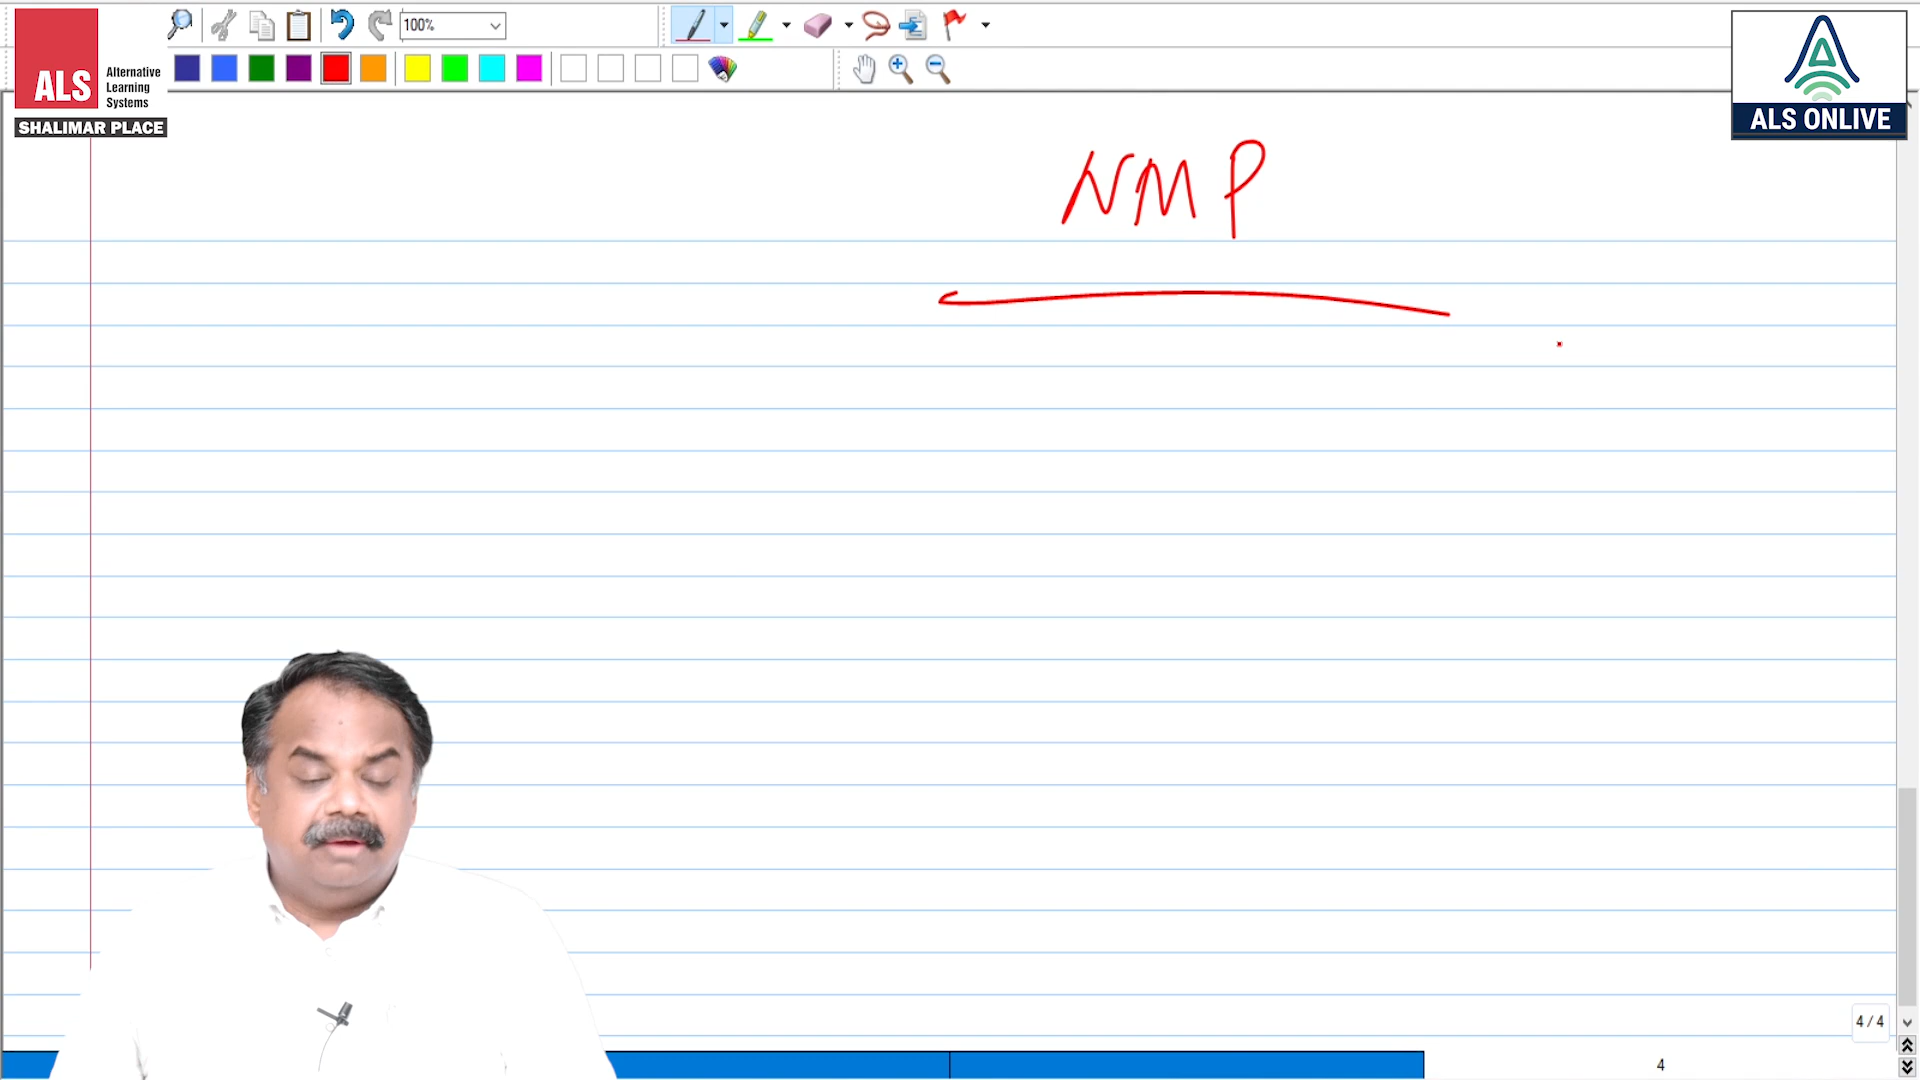 100%
ALS
Alternative
Learning
Systems
SHALIMAR PLACE
ALS ONLIVE
NMP
4 / 4
4